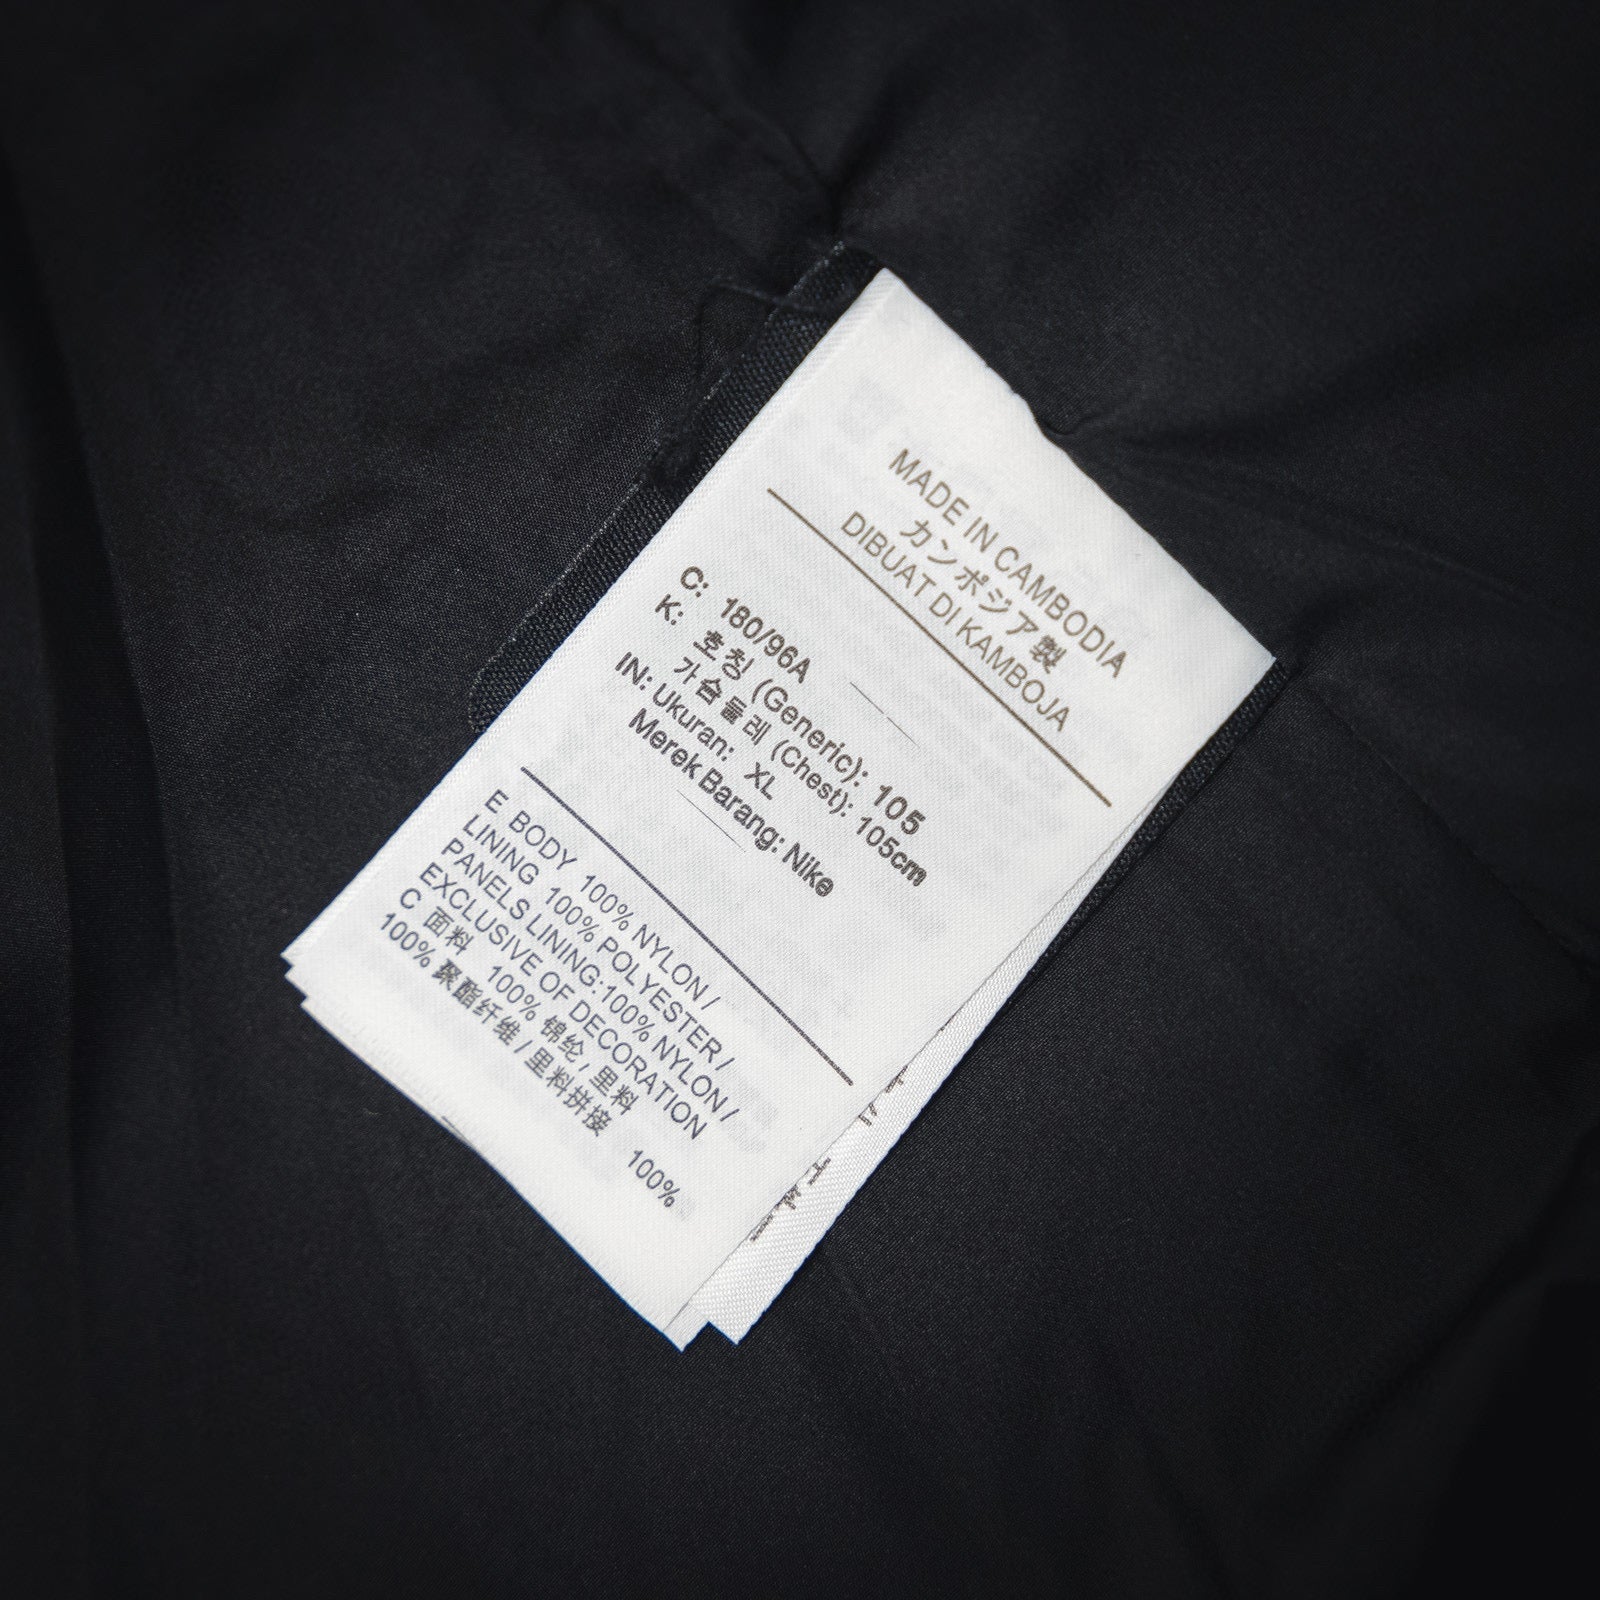 MADE IN CAMBODIA
カンボジア製
DIBUAT DI KAMBOJA
C: 180/96A
K: 호칭 (Generic): 105
가슴둘레 (Chest): 105cm
IN: Ukuran: XL
Merek Barang: Nike
E BODY 100% NYLON /
LINING 100% POLYESTER /
PANELS LINING:100% NYLON /
EXCLUSIVE OF DECORATION
C 面料 100% 锦纶 / 里料
100% 聚酯纤维 / 里料拼接 100%